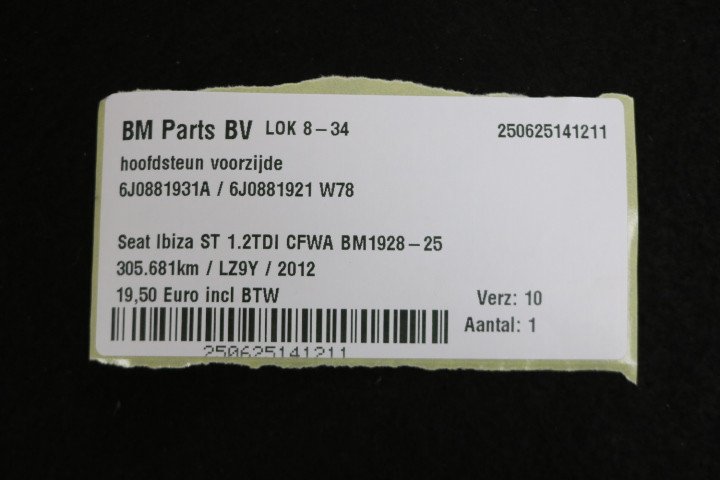 BM Parts BV LOK 8-34 250625141211
hoofdsteun voorzijde
6J0881931A / 6J0881921 W78
Seat Ibiza ST 1.2TDI CFWA BM1928-25
305.681km / LZ9Y / 2012
19,50 Euro incl BTW Verz: 10
Aantal: 1
250625141211